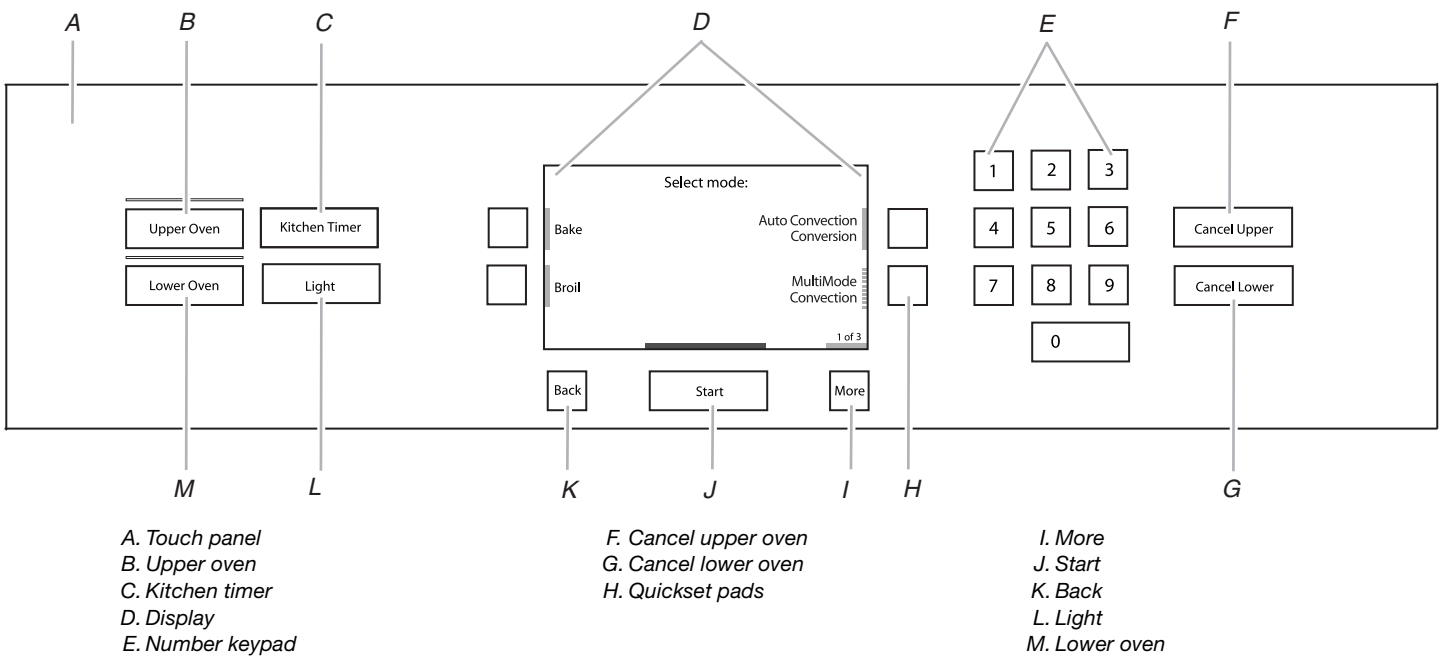 A B C D E F
Select mode:
1 2 3
Upper Oven Kitchen Timer Bake Auto Convection
Conversion 4 5 6 Cancel Upper
Lower Oven Light Broil MultiMode
Convection 7 8 9 Cancel Lower
1 of 3
0
Back Start More
M L K J I H G
A. Touch panel
B. Upper oven
C. Kitchen timer
D. Display
E. Number keypad
F. Cancel upper oven
G. Cancel lower oven
H. Quickset pads
I. More
J. Start
K. Back
L. Light
M. Lower oven